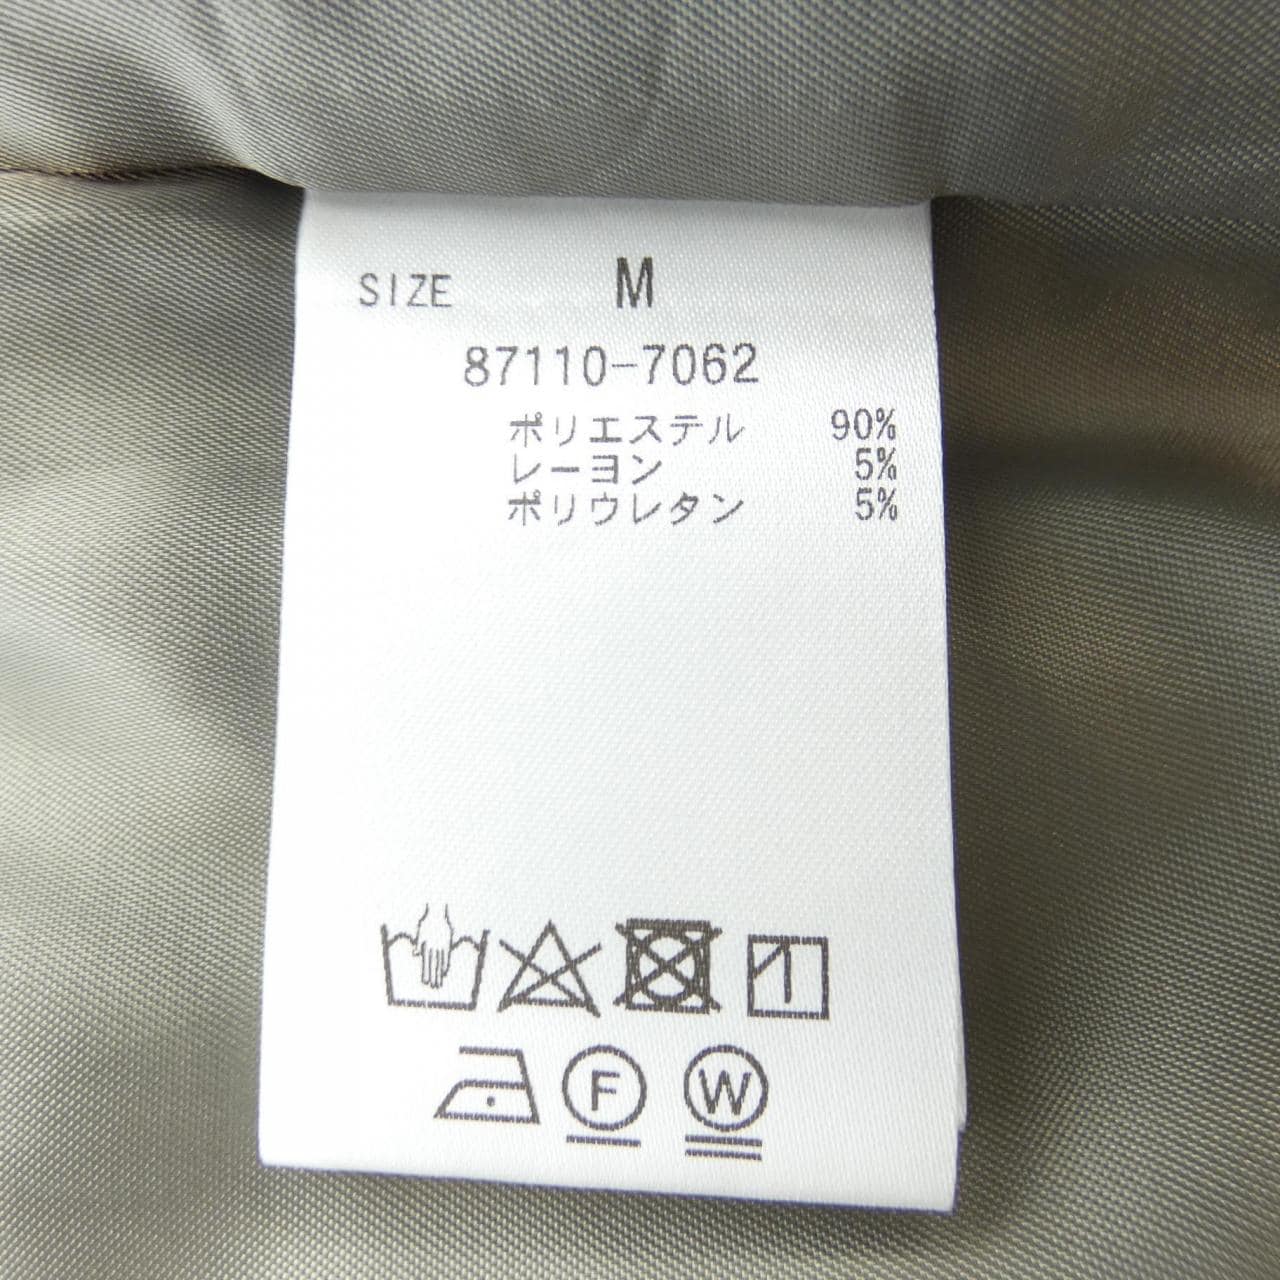 SIZE M
87110-7062
ポリエステル 90%
レーヨン 5%
ポリウレタン 5%
F W